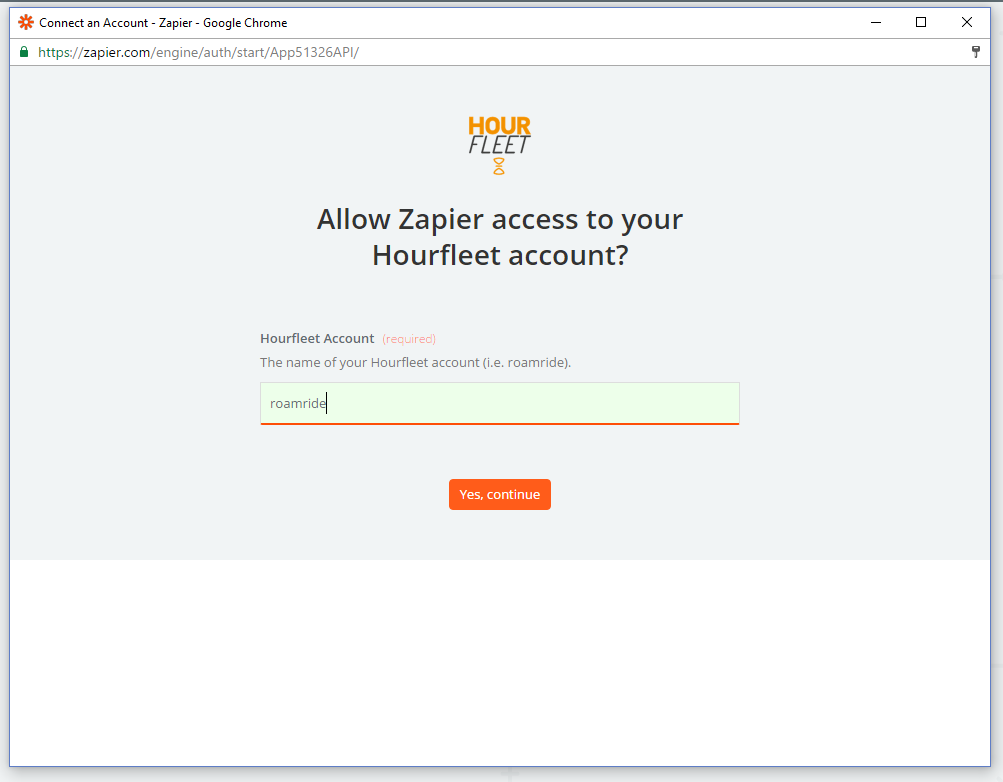 Connect an Account - Zapier - Google Chrome
https://zapier.com/engine/auth/start/App51326API/
HOUR
FLEET
Allow Zapier access to your
Hourfleet account?
Hourfleet Account (required)
The name of your Hourfleet account (i.e. roamride).
roamride
Yes, continue